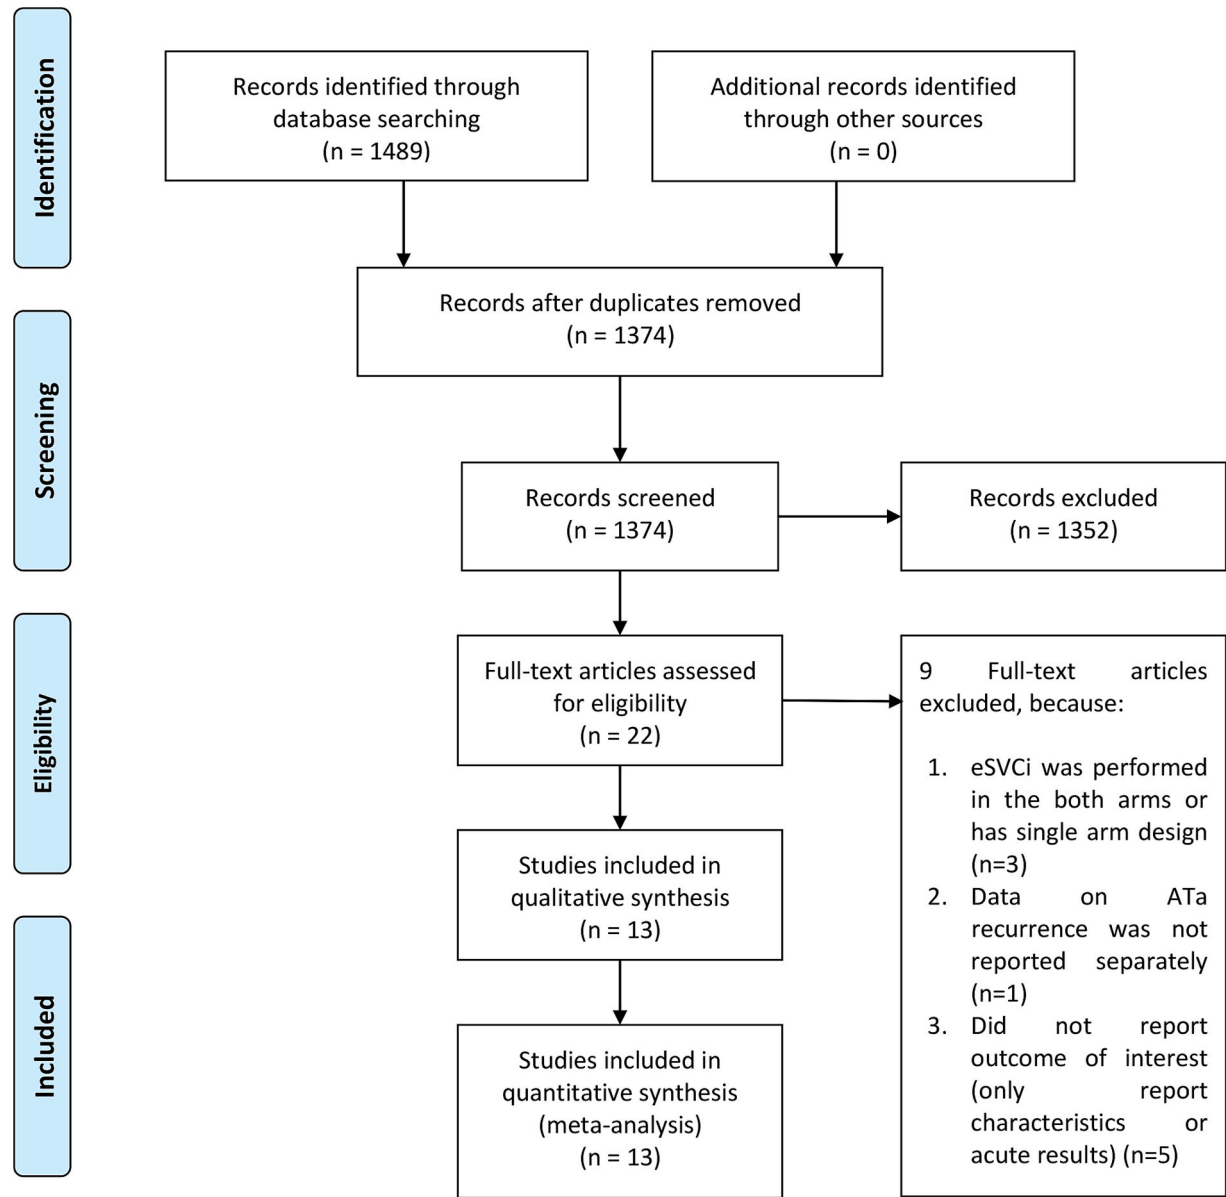 Identification
Records identified through
database searching
(n = 1489)
Additional records identified
through other sources
(n = 0)
Records after duplicates removed
(n = 1374)
Screening
Records screened
(n = 1374)
Records excluded
(n = 1352)
Eligibility
Full-text articles assessed
for eligibility
(n = 22)
9 Full-text articles
excluded, because:
1. eSVCi was performed
in the both arms or
has single arm design
(n=3)
2. Data on ATa
recurrence was not
reported separately
(n=1)
3. Did not report
outcome of interest
(only report
characteristics or
acute results) (n=5)
Studies included in
qualitative synthesis
(n = 13)
Included
Studies included in
quantitative synthesis
(meta-analysis)
(n = 13)